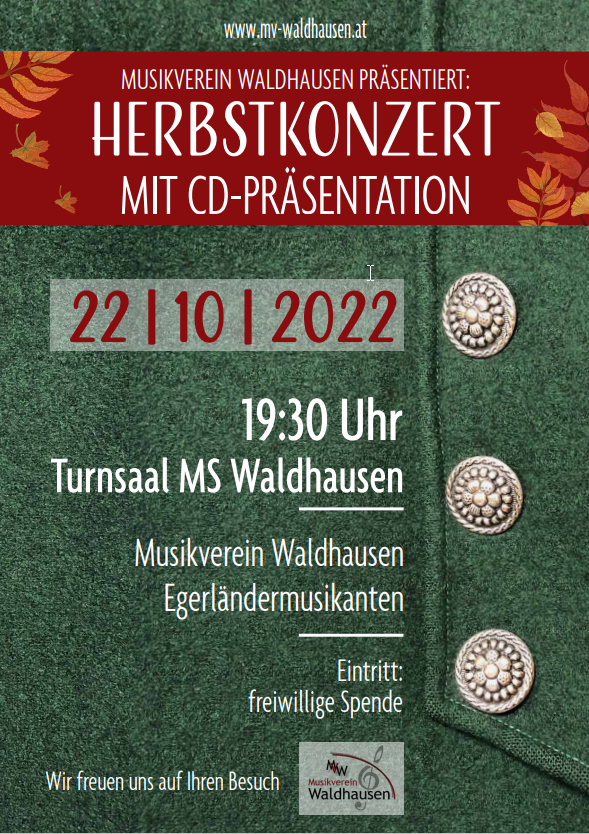 www.mv-waldhausen.at
MUSIKVEREIN WALDHAUSEN PRÄSENTIERT:
HERBSTKONZERT
MIT CD-PRÄSENTATION
22 | 10 | 2022
19:30 Uhr
Turnsaal MS Waldhausen
Musikverein Waldhausen
Egerländermusikanten
Eintritt:
freiwillige Spende
Wir freuen uns auf Ihren Besuch
MVW
Musikverein
Waldhausen